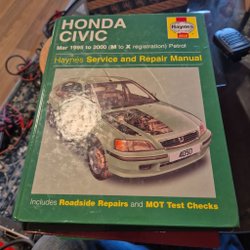 HONDA
CIVIC
Haynes
Mar 1995 to 2000 (M to X registration) Petrol
Haynes Service and Repair Manual
Includes Roadside Repairs and MOT Test Checks